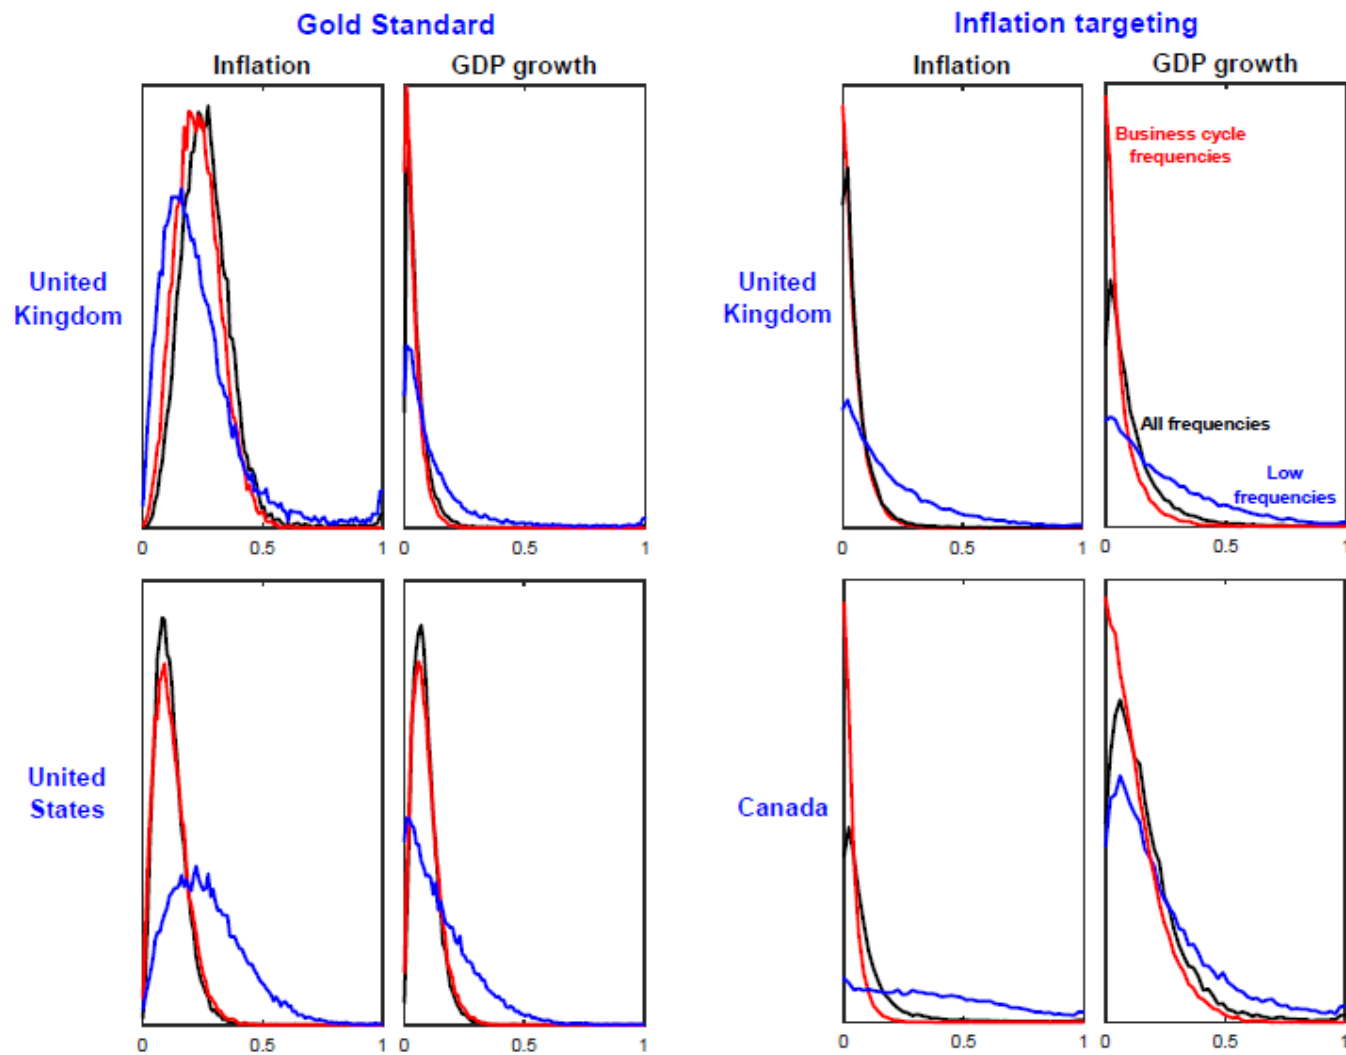 Gold Standard
Inflation targeting
Inflation
GDP growth
Inflation
GDP growth
Business cycle
frequencies
United
Kingdom
United
Kingdom
All frequencies
Low
frequencies
0 0.5 1
0 0.5 1
0 0.5 1
0 0.5 1
United
States
Canada
0 0.5 1
0 0.5 1
0 0.5 1
0 0.5 1